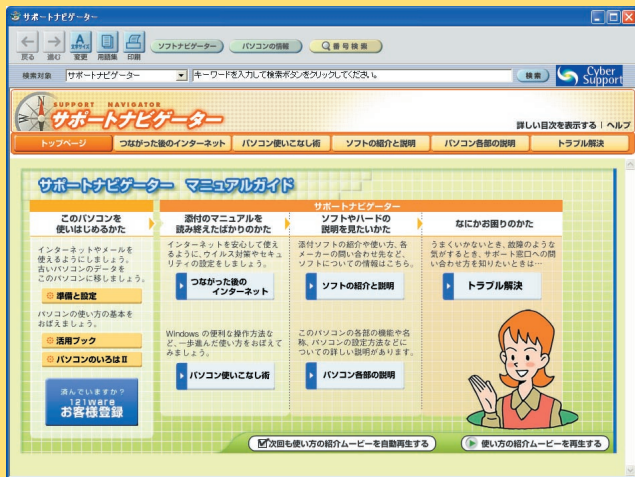 サポートナビゲーター
戻る 進む 文字サイズ 変更 用語集 印刷 ソフトナビゲーター パソコンの情報 番号検索
検索対象 サポートナビゲーター キーワードを入力して検索ボタンをクリックしてください。 検索 Cyber Support
SUPPORT NAVIGATOR
サポートナビゲーター
詳しい目次を表示する | ヘルプ
トップページ つながった後のインターネット パソコン使いこなし術 ソフトの紹介と説明 パソコン各部の説明 トラブル解決
サポートナビゲーター マニュアルガイド
サポートナビゲーター
このパソコンを
使いはじめるかた
インターネットやメールを
使えるようにしましょう。
古いパソコンのデータを
このパソコンに移しましょう。
準備と設定
パソコンの使い方の基本を
おぼえましょう。
活用ブック
パソコンのいろはⅡ
済んでいますか?
121ware
お客様登録
添付のマニュアルを
読み終えたばかりのかた
インターネットを安心して使え
るように、ウイルス対策やセキュ
リティの設定をしましょう。
つながった後の
インターネット
Windows の便利な操作方法な
ど、一歩進んだ使い方をおぼえて
みましょう。
パソコン使いこなし術
ソフトやハードの
説明を見たいかた
添付ソフトの紹介や使い方、各
メーカーの問い合わせ先など、
ソフトについての情報はこちら。
ソフトの紹介と説明
このパソコンの各部の機能や名
称、パソコンの設定方法などに
ついての詳しい説明があります。
パソコン各部の説明
なにかお困りのかた
うまくいかないとき、故障のような
気がするとき、サポート窓口への問
い合わせ方を知りたいときは…
トラブル解決
次回も使い方の紹介ムービーを自動再生する
使い方の紹介ムービーを再生する